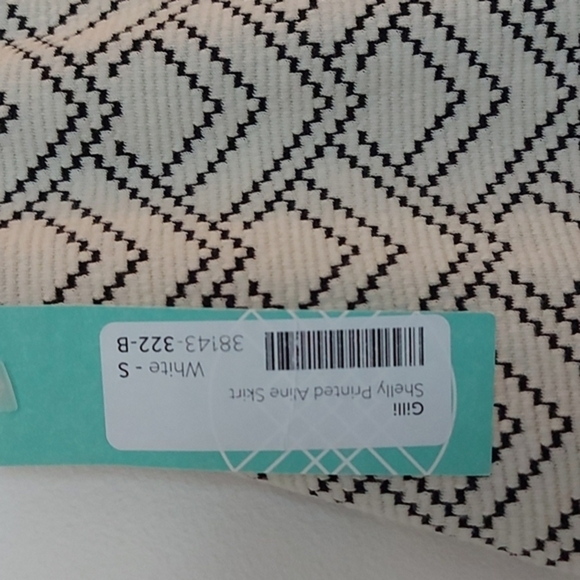 Gilli
Shelly Printed Aline Skirt
White - S
38143-322-B